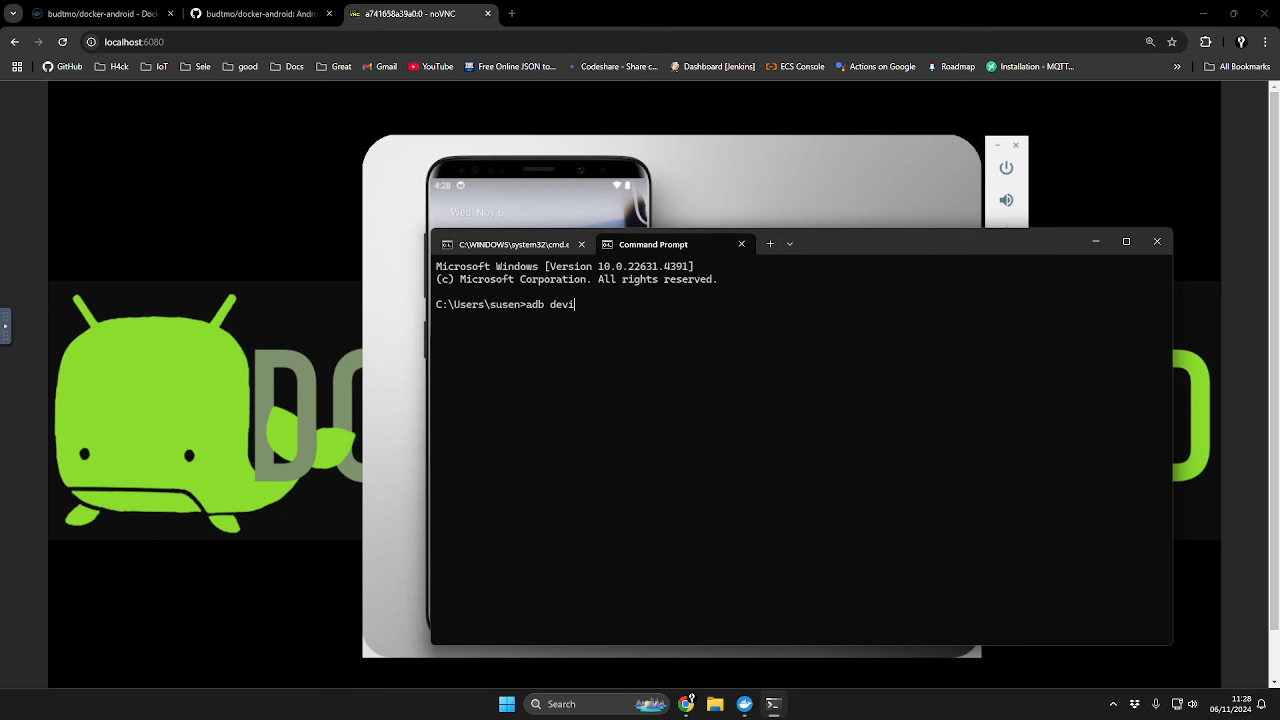 budtmo/docker-android - Dock
budtmo/docker-android: Andro
a741658a39a0:0 - noVNC
localhost:6080
GitHub
H4ck
IoT
Sale
good
Docs
Great
Gmail
YouTube
Free Online JSON to...
Codeshare - Share c...
Dashboard [Jenkins]
ECS Console
Actions on Google
Roadmap
Installation - MQTT...
All Bookmarks
4:28
Wed, Nov 6
C:\WINDOWS\system32\cmd.e
Command Prompt
Microsoft Windows [Version 10.0.22631.4391]
(c) Microsoft Corporation. All rights reserved.
C:\Users\susen>adb devi
Search
11:28
06/11/2024